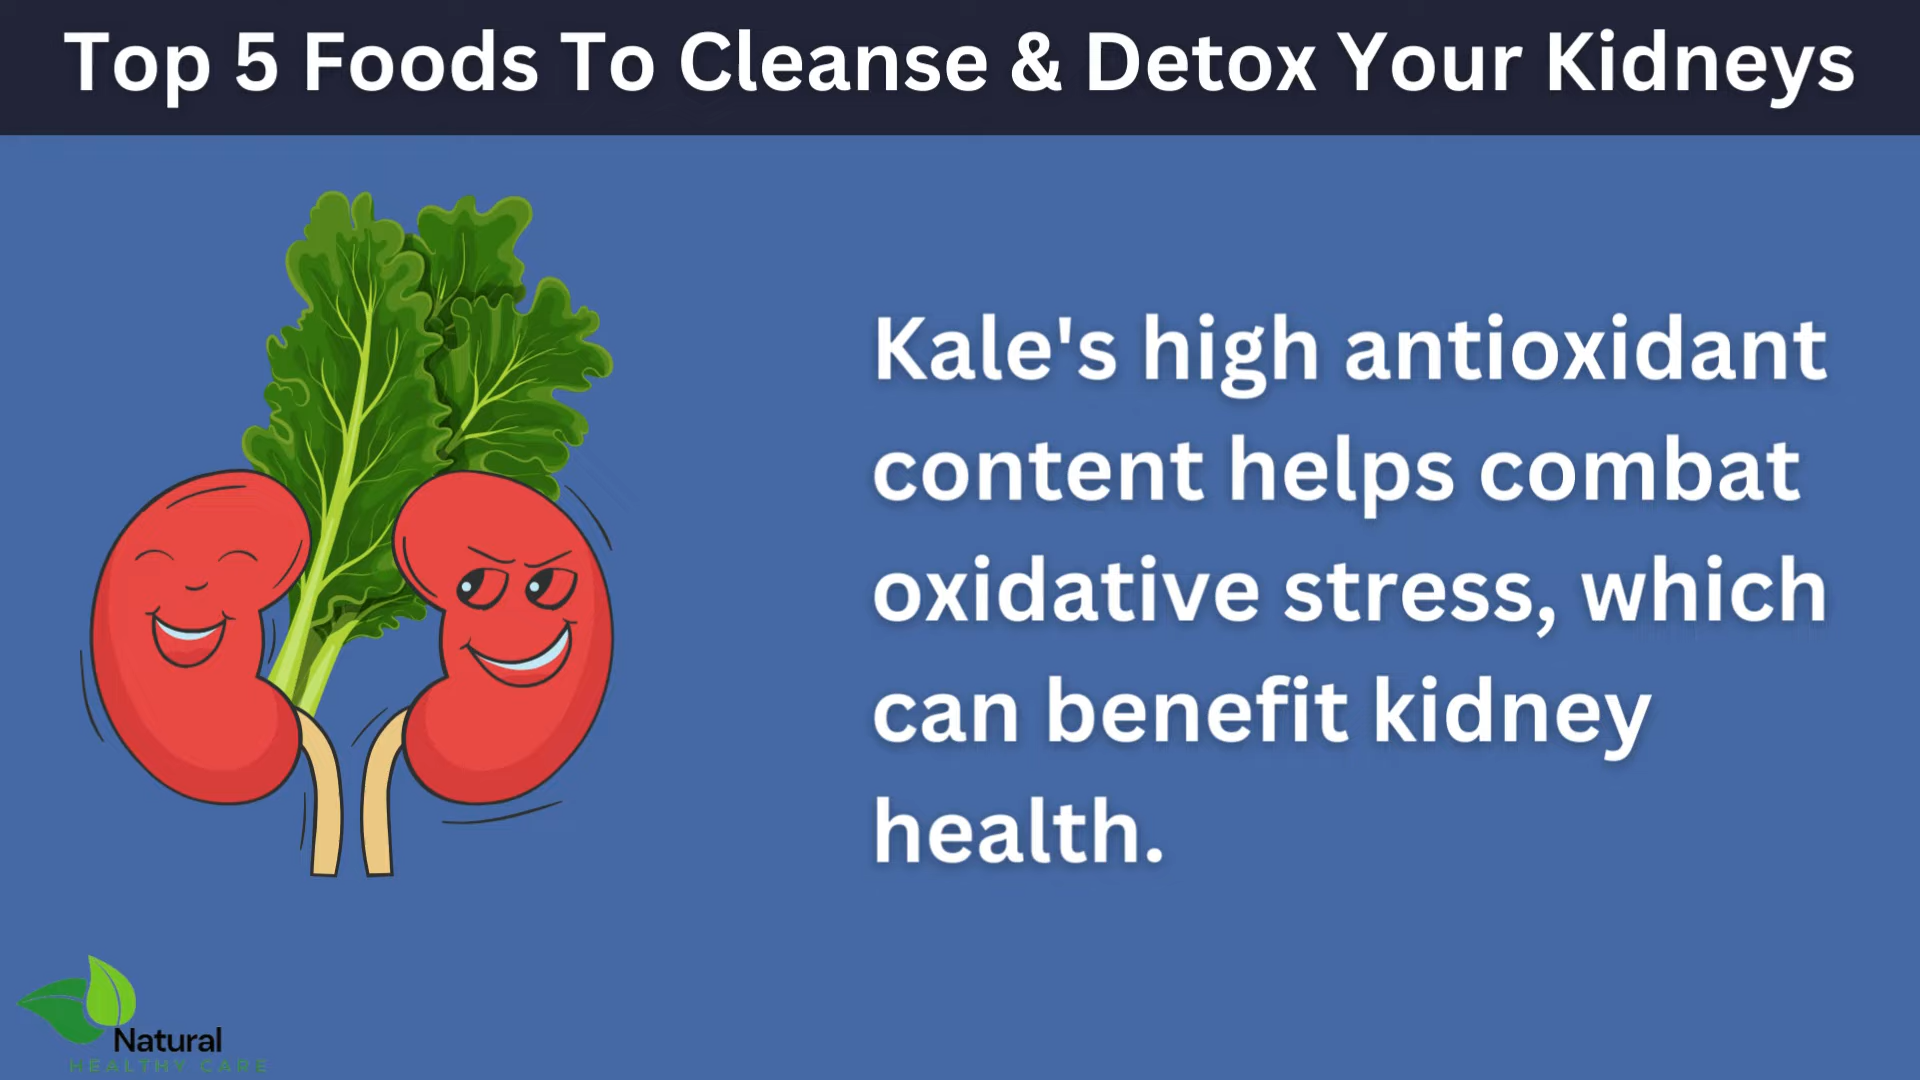 Top 5 Foods To Cleanse & Detox Your Kidneys
Kale's high antioxidant
content helps combat
oxidative stress, which
can benefit kidney
health.
Natural
HEALTHY CARE